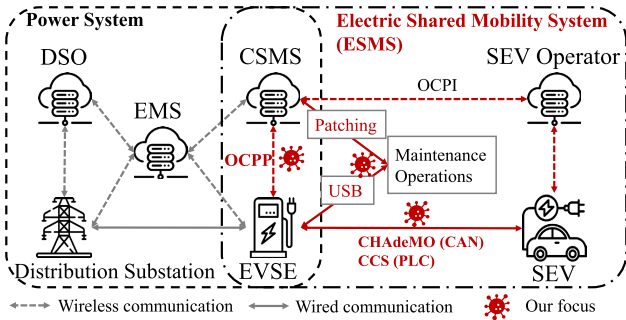 Power System
Electric Shared Mobility System
(ESMS)
DSO
CSMS
SEV Operator
EMS
OCPI
Patching
OCPP
Maintenance
Operations
USB
CHAdeMO (CAN)
CCS (PLC)
Distribution Substation
EVSE
SEV
Wireless communication
Wired communication
Our focus